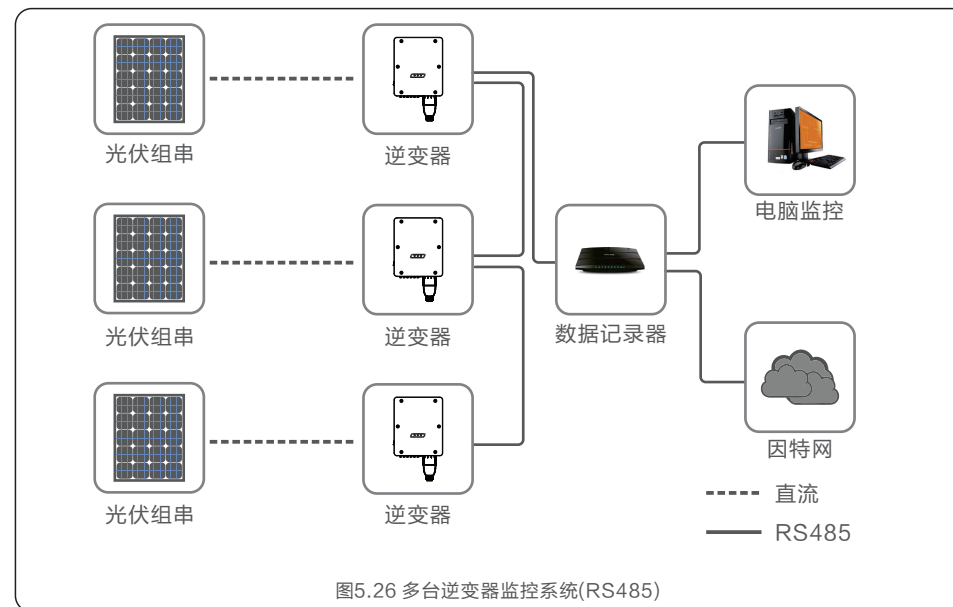 光伏组串
逆变器
电脑监控
光伏组串
逆变器
数据记录器
因特网
光伏组串
逆变器
直流
RS485
图5.26 多台逆变器监控系统(RS485)